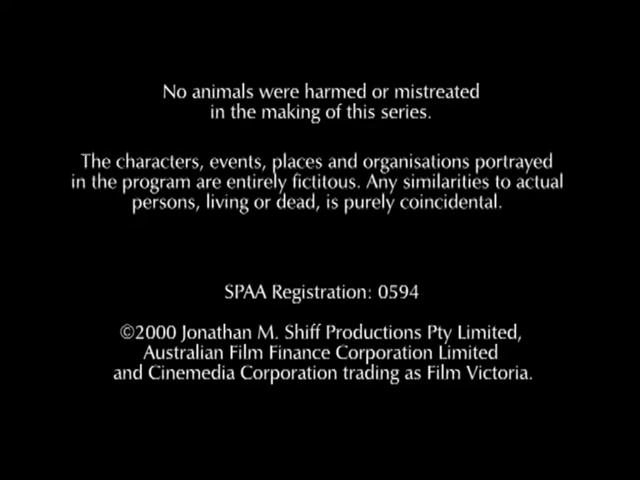 No animals were harmed or mistreated
in the making of this series.
The characters, events, places and organisations portrayed
in the program are entirely fictitous. Any similarities to actual
persons, living or dead, is purely coincidental.
SPAA Registration: 0594
©2000 Jonathan M. Shiff Productions Pty Limited,
Australian Film Finance Corporation Limited
and Cinemedia Corporation trading as Film Victoria.